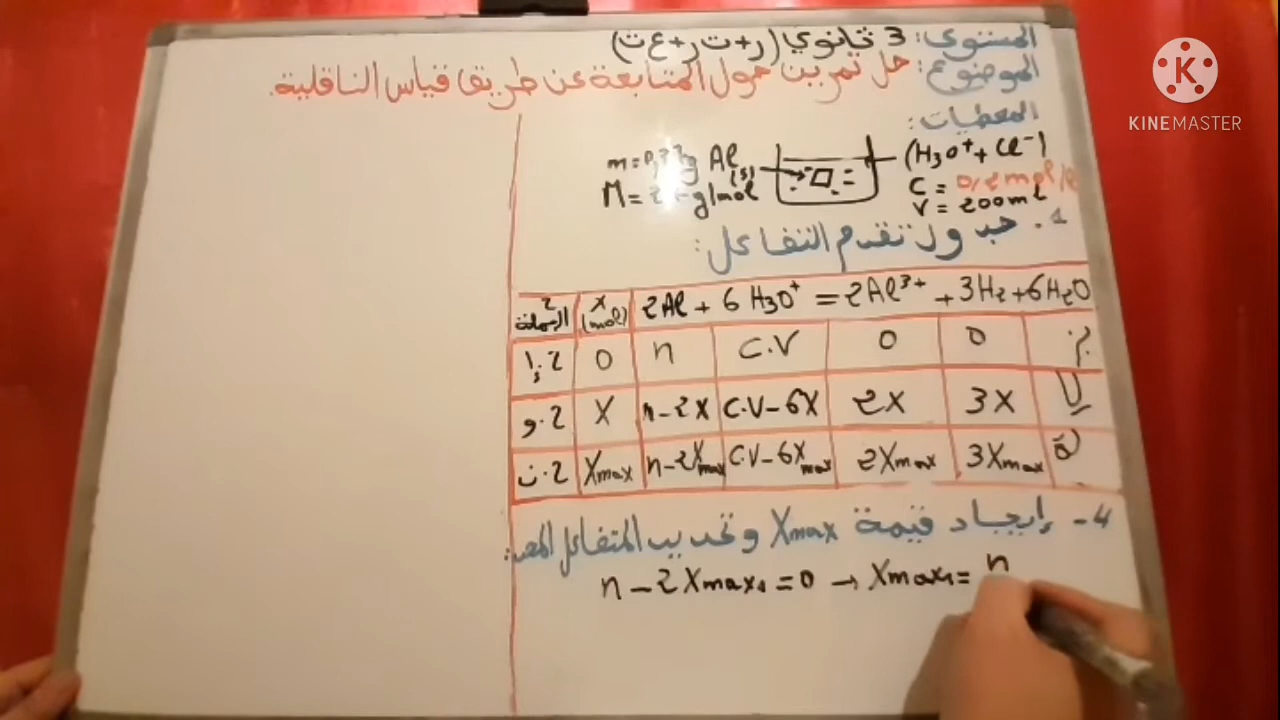 المستوى: 3 ثانوي (ر+ت ر+ع ت)
الموضوع: حل تمرين حول المتابعة عن طريق قياس الناقلية.
KINEMASTER
المعطيات:
Al (s)
(H3O+ + Cl-)
C =
M = g/mol
V = 200ml
1. جدول تقدم التفاعل:
x (mol) 2Al + 6H3O+ = 2Al3+ + 3H2 + 6H2O
ح.إ 0 n C.V 0 0
ح.و X n-2X C.V-6X 2X 3X
ح.ن Xmax n-2Xmax C.V-6Xmax 2Xmax 3Xmax
4- إيجاد قيمة Xmax وتحديد المتفاعل المحد:
n - 2Xmax1 = 0 → Xmax1 = n